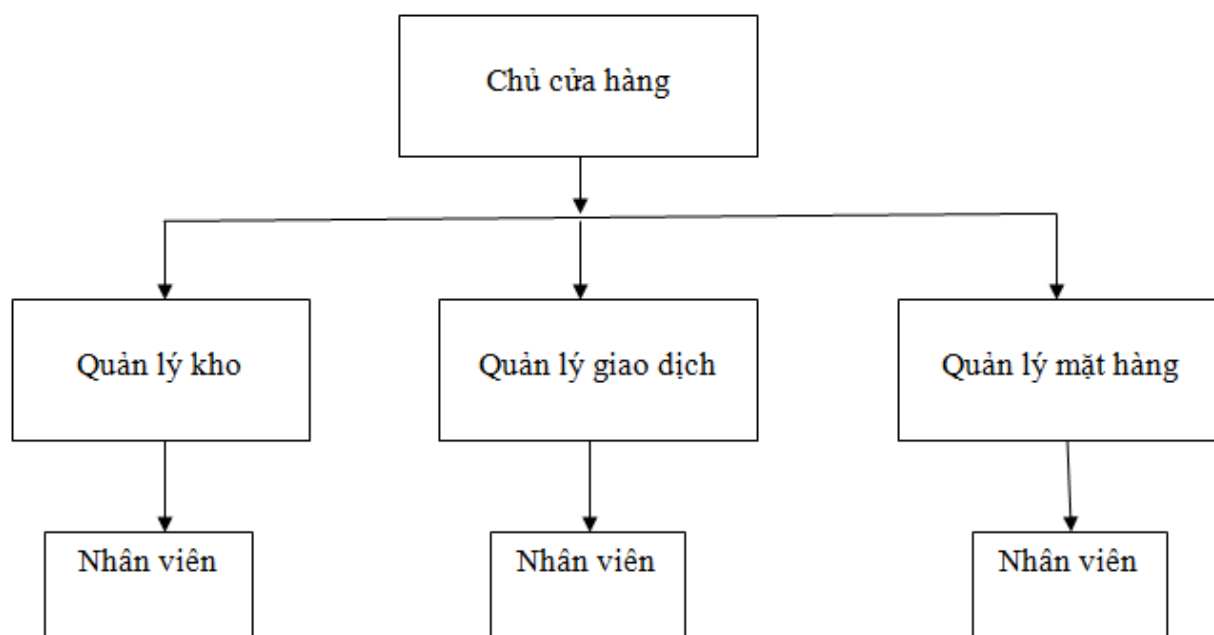 Chủ cửa hàng
Quản lý kho
Quản lý giao dịch
Quản lý mặt hàng
Nhân viên
Nhân viên
Nhân viên